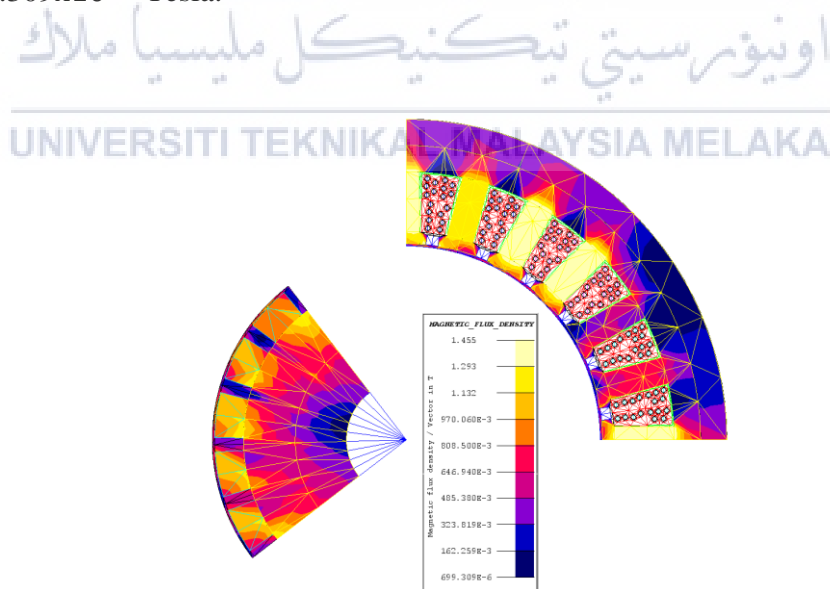 اونيۏرسيتي تيكنيكل مليسيا ملاك
UNIVERSITI TEKNIKAL MALAYSIA MELAKA
MAGNETIC_FLUX_DENSITY
Magnetic flux density / Vector in T
1.455
1.293
1.132
970.060E-3
808.500E-3
646.940E-3
485.380E-3
323.819E-3
162.259E-3
699.309E-6